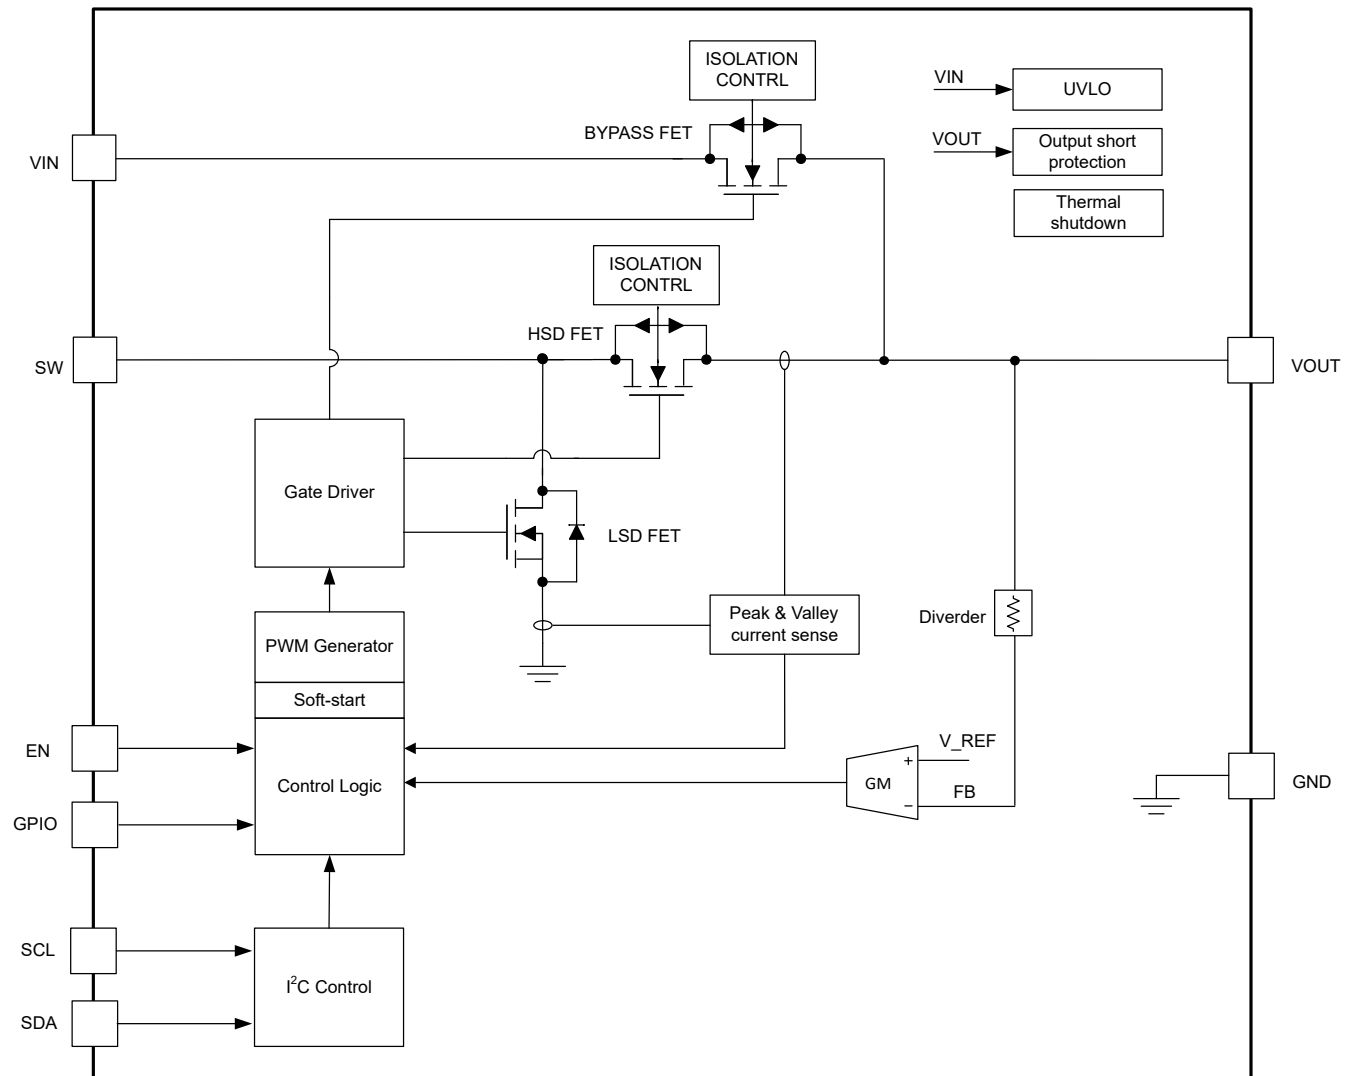 ISOLATION
CONTRL
VIN
UVLO
BYPASS FET
VOUT
Output short
protection
VIN
Thermal
shutdown
ISOLATION
CONTRL
HSD FET
SW
VOUT
Gate Driver
LSD FET
Peak & Valley
current sense
Diverder
PWM Generator
Soft-start
EN
V_REF
+
Control Logic
GM
GND
FB
−
GPIO
SCL
I²C Control
SDA